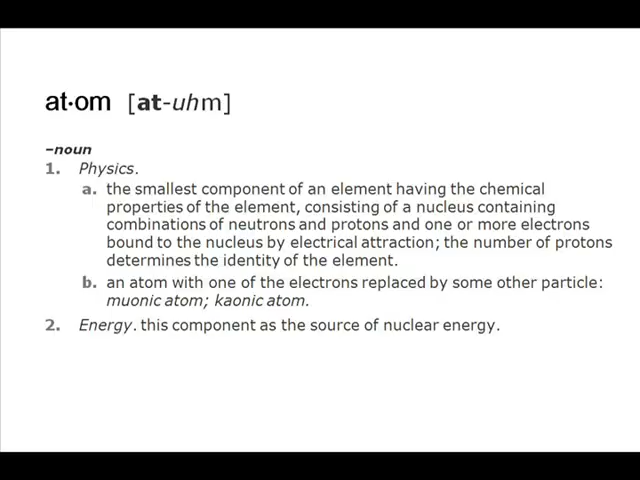 at·om [at-uhm]
–noun
1. Physics.
a. the smallest component of an element having the chemical
properties of the element, consisting of a nucleus containing
combinations of neutrons and protons and one or more electrons
bound to the nucleus by electrical attraction; the number of protons
determines the identity of the element.
b. an atom with one of the electrons replaced by some other particle:
muonic atom; kaonic atom.
2. Energy. this component as the source of nuclear energy.